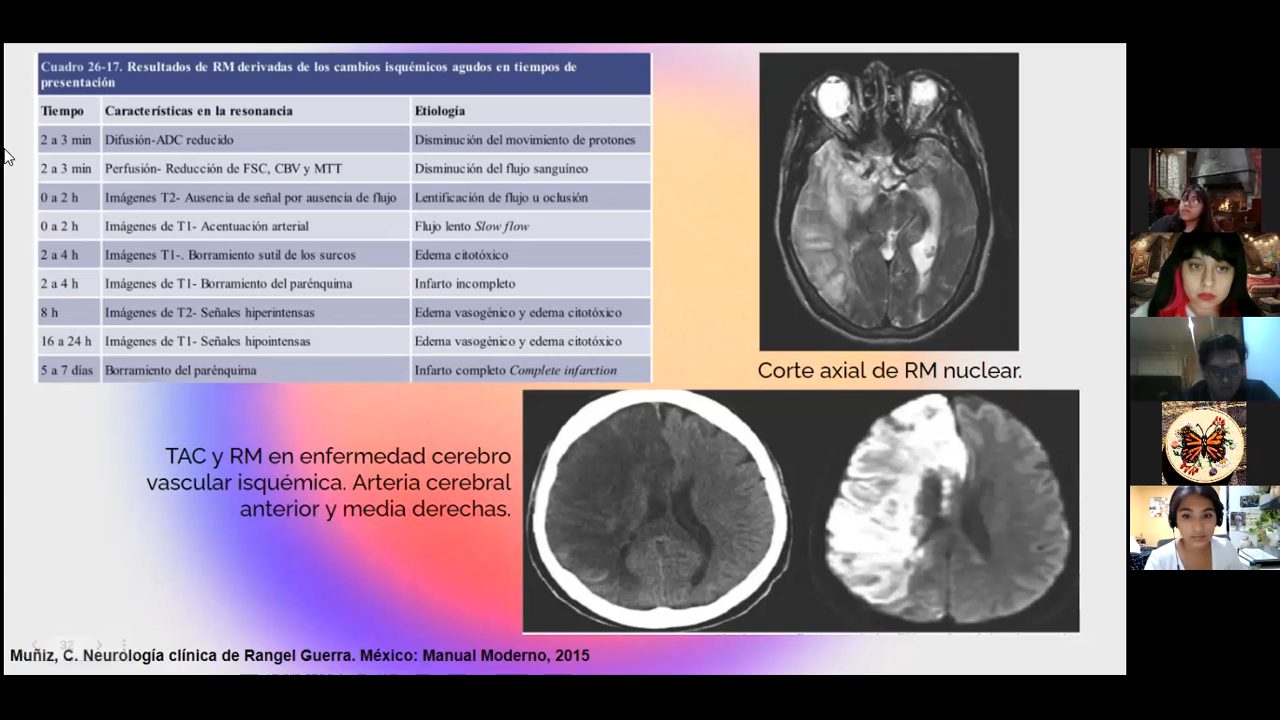 Cuadro 26-17. Resultados de RM derivadas de los cambios isquémicos agudos en tiempos de
presentación
Tiempo Características en la resonancia Etiología
2 a 3 min Difusión-ADC reducido Disminución del movimiento de protones
2 a 3 min Perfusión- Reducción de FSC, CBV y MTT Disminución del flujo sanguíneo
0 a 2 h Imágenes T2- Ausencia de señal por ausencia de flujo Lentificación de flujo u oclusión
0 a 2 h Imágenes de T1- Acentuación arterial Flujo lento Slow flow
2 a 4 h Imágenes T1-. Borramiento sutil de los surcos Edema citotóxico
2 a 4 h Imágenes de T1- Borramiento del parénquima Infarto incompleto
8 h Imágenes de T2- Señales hiperintensas Edema vasogénico y edema citotóxico
16 a 24 h Imágenes de T1- Señales hipointensas Edema vasogénico y edema citotóxico
5 a 7 días Borramiento del parénquima Infarto completo Complete infarction
Corte axial de RM nuclear.
TAC y RM en enfermedad cerebro
vascular isquémica. Arteria cerebral
anterior y media derechas.
32
Muñiz, C. Neurología clínica de Rangel Guerra. México: Manual Moderno, 2015